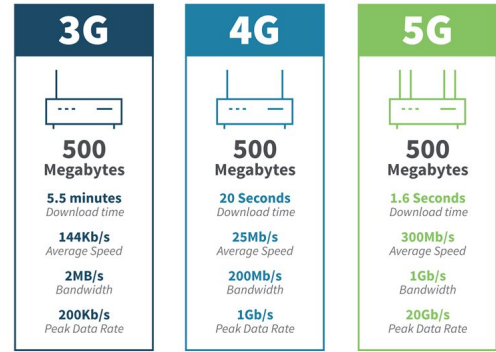 3G
500
Megabytes
5.5 minutes
Download time
144Kb/s
Average Speed
2MB/s
Bandwidth
200Kb/s
Peak Data Rate
4G
500
Megabytes
20 Seconds
Download time
25Mb/s
Average Speed
200Mb/s
Bandwidth
1Gb/s
Peak Data Rate
5G
500
Megabytes
1.6 Seconds
Download time
300Mb/s
Average Speed
1Gb/s
Bandwidth
20Gb/s
Peak Data Rate